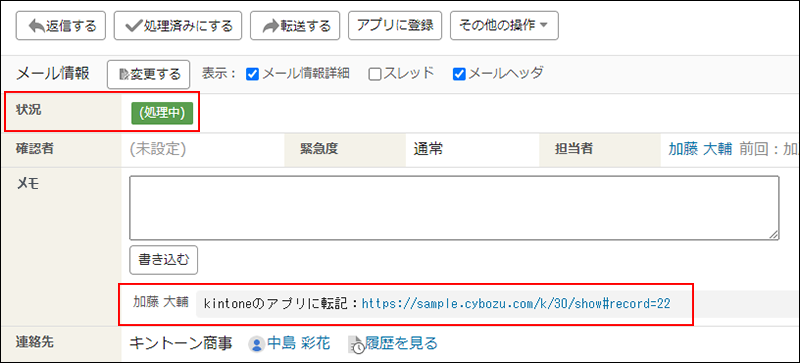 返信する 処理済みにする 転送する アプリに登録 その他の操作
メール情報 変更する 表示： メール情報詳細 スレッド メールヘッダ
状況 (処理中)
確認者 (未設定) 緊急度 通常 担当者 加藤 大輔 前回：加
メモ
書き込む
加藤 大輔 kintoneのアプリに転記：https://sample.cybozu.com/k/30/show#record=22
連絡先 キントーン商事 中島 彩花 履歴を見る